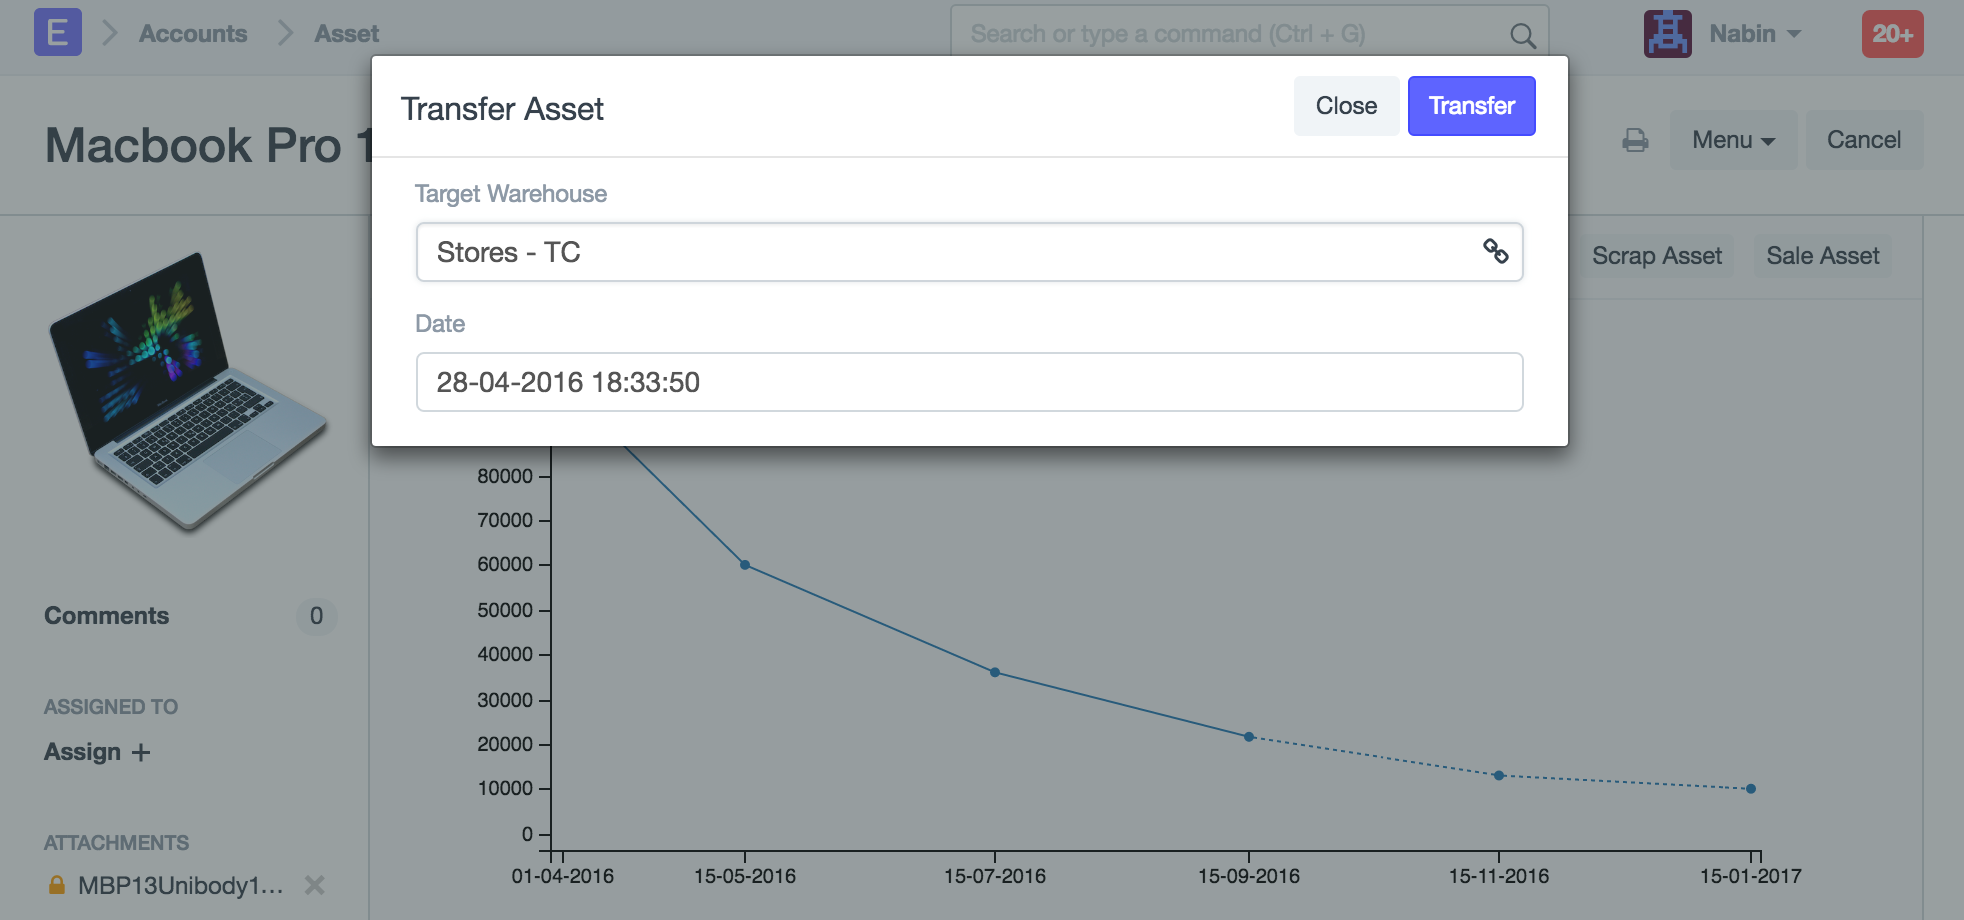 E
Accounts
Asset
Search or type a command (Ctrl + G)
Nabin
20+
Macbook Pro
Transfer Asset
Close
Transfer
Menu
Cancel
Target Warehouse
Stores - TC
Date
28-04-2016 18:33:50
Scrap Asset
Sale Asset
80000
70000
60000
50000
40000
30000
20000
10000
0
01-04-2016
15-05-2016
15-07-2016
15-09-2016
15-11-2016
15-01-2017
Comments
0
ASSIGNED TO
Assign +
ATTACHMENTS
MBP13Unibody1...